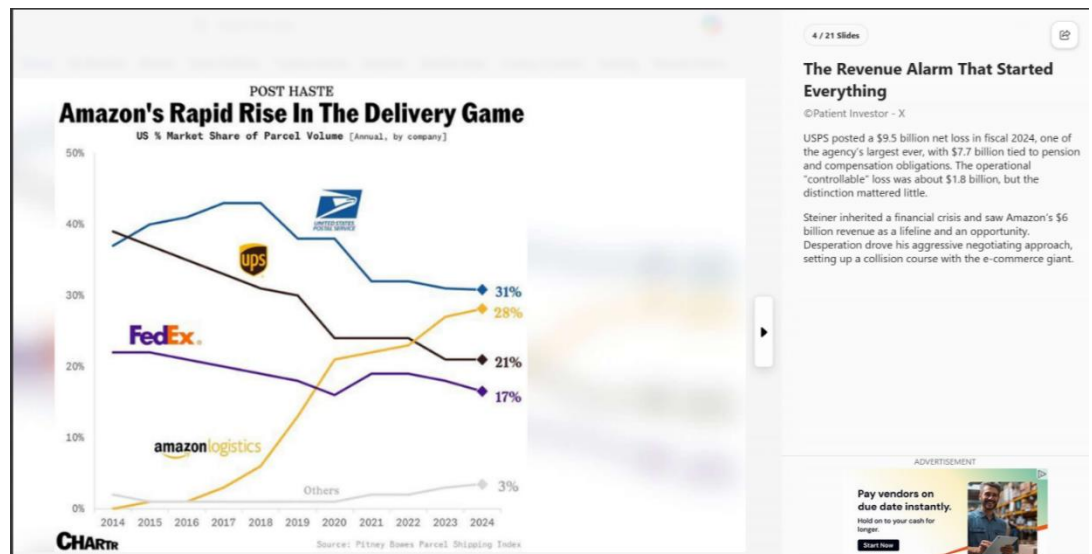 POST HASTE
Amazon's Rapid Rise In The Delivery Game
US % Market Share of Parcel Volume [Annual, by company]
50%
40%
30%
20%
10%
0%
UNITED STATES
POSTAL SERVICE
ups
FedEx®
amazonlogistics
Others
31%
28%
21%
17%
3%
2014 2015 2016 2017 2018 2019 2020 2021 2022 2023 2024
CHARTR
Source: Pitney Bowes Parcel Shipping Index
4 / 21 Slides
The Revenue Alarm That Started
Everything
©Patient Investor - X
USPS posted a $9.5 billion net loss in fiscal 2024, one of
the agency's largest ever, with $7.7 billion tied to pension
and compensation obligations. The operational
"controllable" loss was about $1.8 billion, but the
distinction mattered little.
Steiner inherited a financial crisis and saw Amazon's $6
billion revenue as a lifeline and an opportunity.
Desperation drove his aggressive negotiating approach,
setting up a collision course with the e-commerce giant.
ADVERTISEMENT
Pay vendors on
due date instantly.
Hold on to your cash for
longer.
Start Now